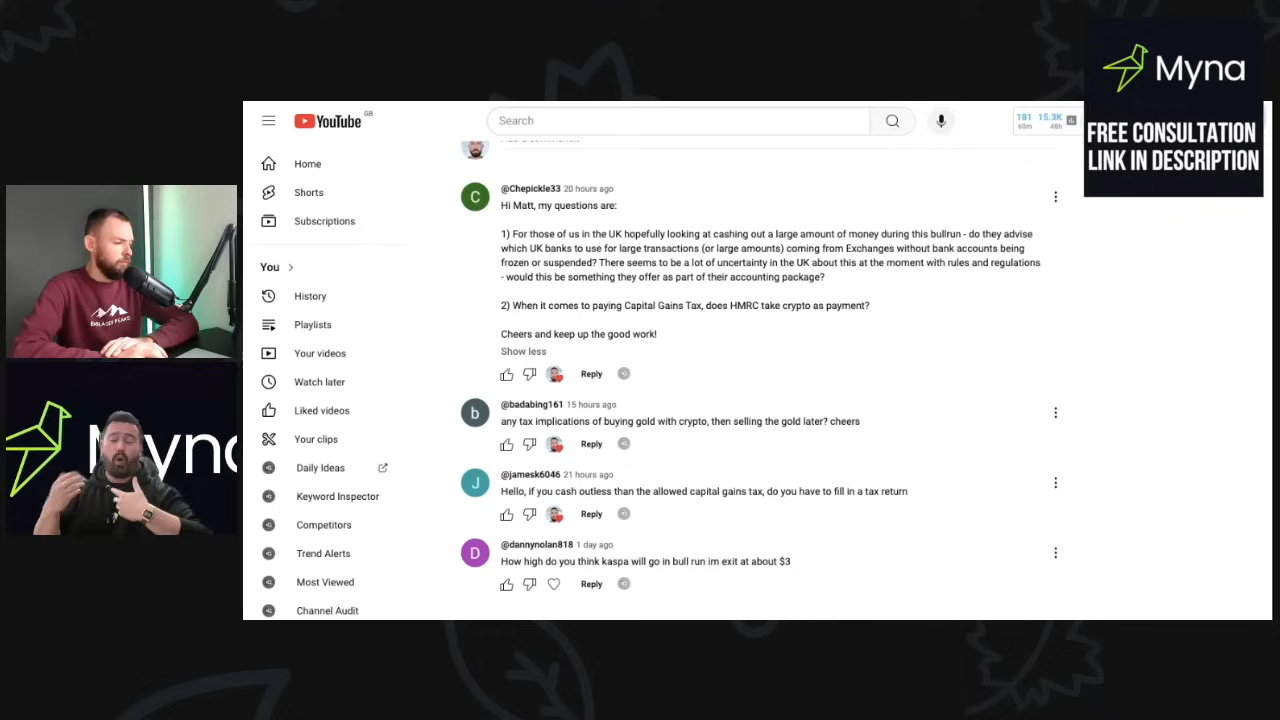 Myna
FREE CONSULTATION
LINK IN DESCRIPTION
YouTube GB
Search
181 15.3K
60m 48h
Home
Shorts
Subscriptions
You
History
Playlists
Your videos
Watch later
Liked videos
Your clips
Daily Ideas
Keyword Inspector
Competitors
Trend Alerts
Most Viewed
Channel Audit
C
@Chepickle33 20 hours ago
Hi Matt, my questions are:
1) For those of us in the UK hopefully looking at cashing out a large amount of money during this bullrun - do they advise
which UK banks to use for large transactions (or large amounts) coming from Exchanges without bank accounts being
frozen or suspended? There seems to be a lot of uncertainty in the UK about this at the moment with rules and regulations
- would this be something they offer as part of their accounting package?
2) When it comes to paying Capital Gains Tax, does HMRC take crypto as payment?
Cheers and keep up the good work!
Show less
Reply
b
@badabing161 15 hours ago
any tax implications of buying gold with crypto, then selling the gold later? cheers
Reply
J
@jamesk6046 21 hours ago
Hello, if you cash outless than the allowed capital gains tax, do you have to fill in a tax return
Reply
D
@dannynolan818 1 day ago
How high do you think kaspa will go in bull run im exit at about $3
Reply